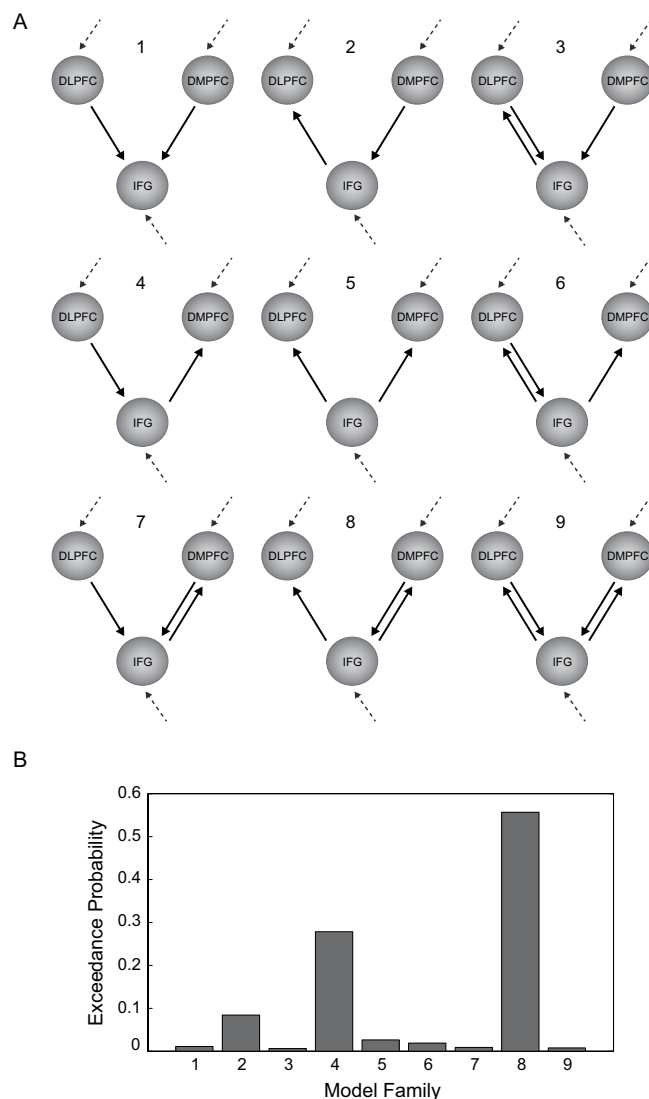 A
1 2 3
DLPFC DMPFC DLPFC DMPFC DLPFC DMPFC
IFG IFG IFG
4 5 6
DLPFC DMPFC DLPFC DMPFC DLPFC DMPFC
IFG IFG IFG
7 8 9
DLPFC DMPFC DLPFC DMPFC DLPFC DMPFC
IFG IFG IFG
B
Exceedance Probability
0.6
0.5
0.4
0.3
0.2
0.1
0
1 2 3 4 5 6 7 8 9
Model Family